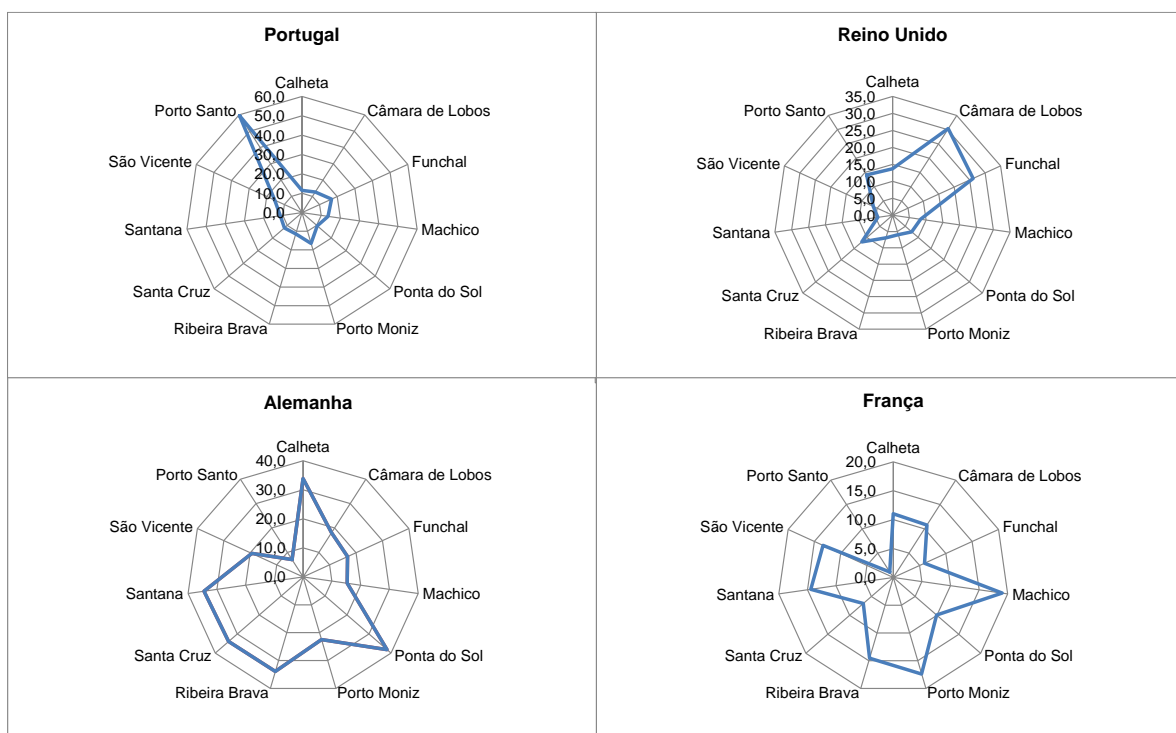 Portugal
Calheta
Câmara de Lobos
Funchal
Machico
Ponta do Sol
Porto Moniz
Ribeira Brava
Santa Cruz
Santana
São Vicente
Porto Santo
60,0
50,0
40,0
30,0
20,0
10,0
0,0
Reino Unido
Calheta
Câmara de Lobos
Funchal
Machico
Ponta do Sol
Porto Moniz
Ribeira Brava
Santa Cruz
Santana
São Vicente
Porto Santo
35,0
30,0
25,0
20,0
15,0
10,0
5,0
0,0
Alemanha
Calheta
Câmara de Lobos
Funchal
Machico
Ponta do Sol
Porto Moniz
Ribeira Brava
Santa Cruz
Santana
São Vicente
Porto Santo
40,0
30,0
20,0
10,0
0,0
França
Calheta
Câmara de Lobos
Funchal
Machico
Ponta do Sol
Porto Moniz
Ribeira Brava
Santa Cruz
Santana
São Vicente
Porto Santo
20,0
15,0
10,0
5,0
0,0